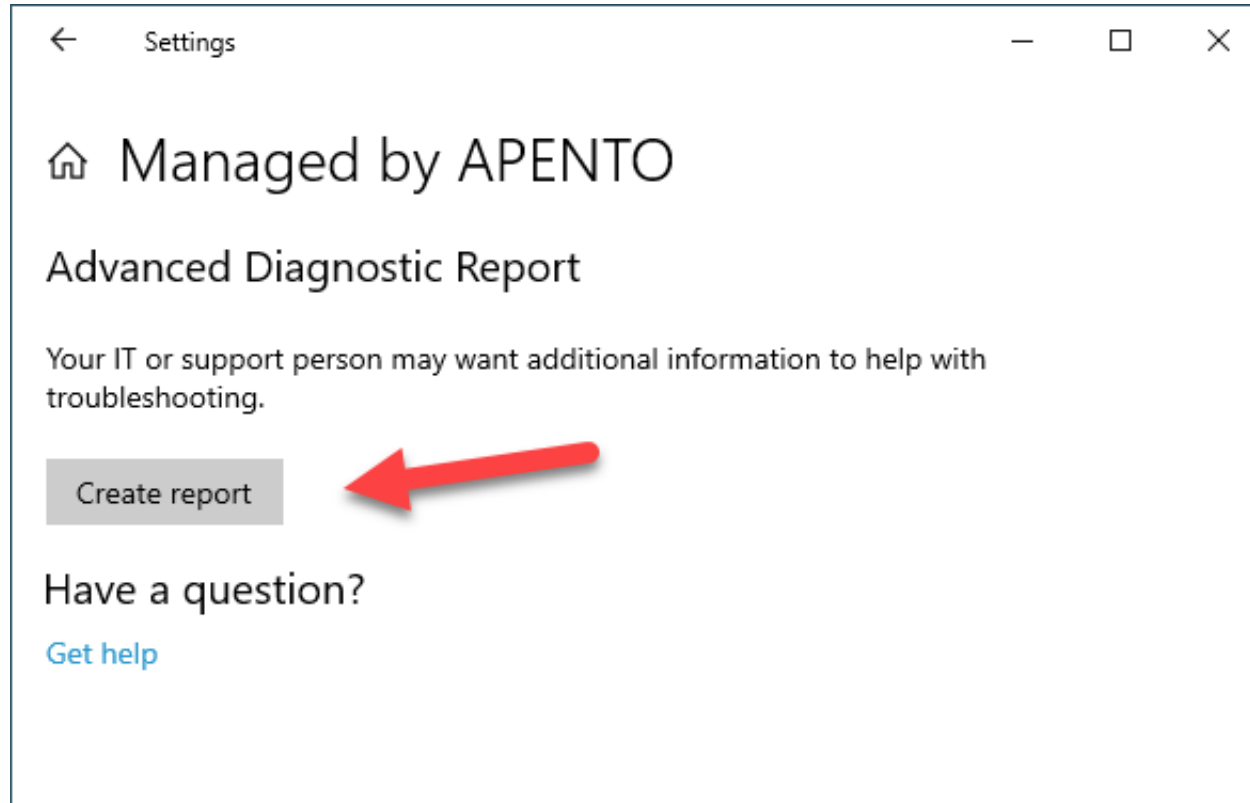 Settings
Managed by APENTO
Advanced Diagnostic Report
Your IT or support person may want additional information to help with
troubleshooting.
Create report
Have a question?
Get help